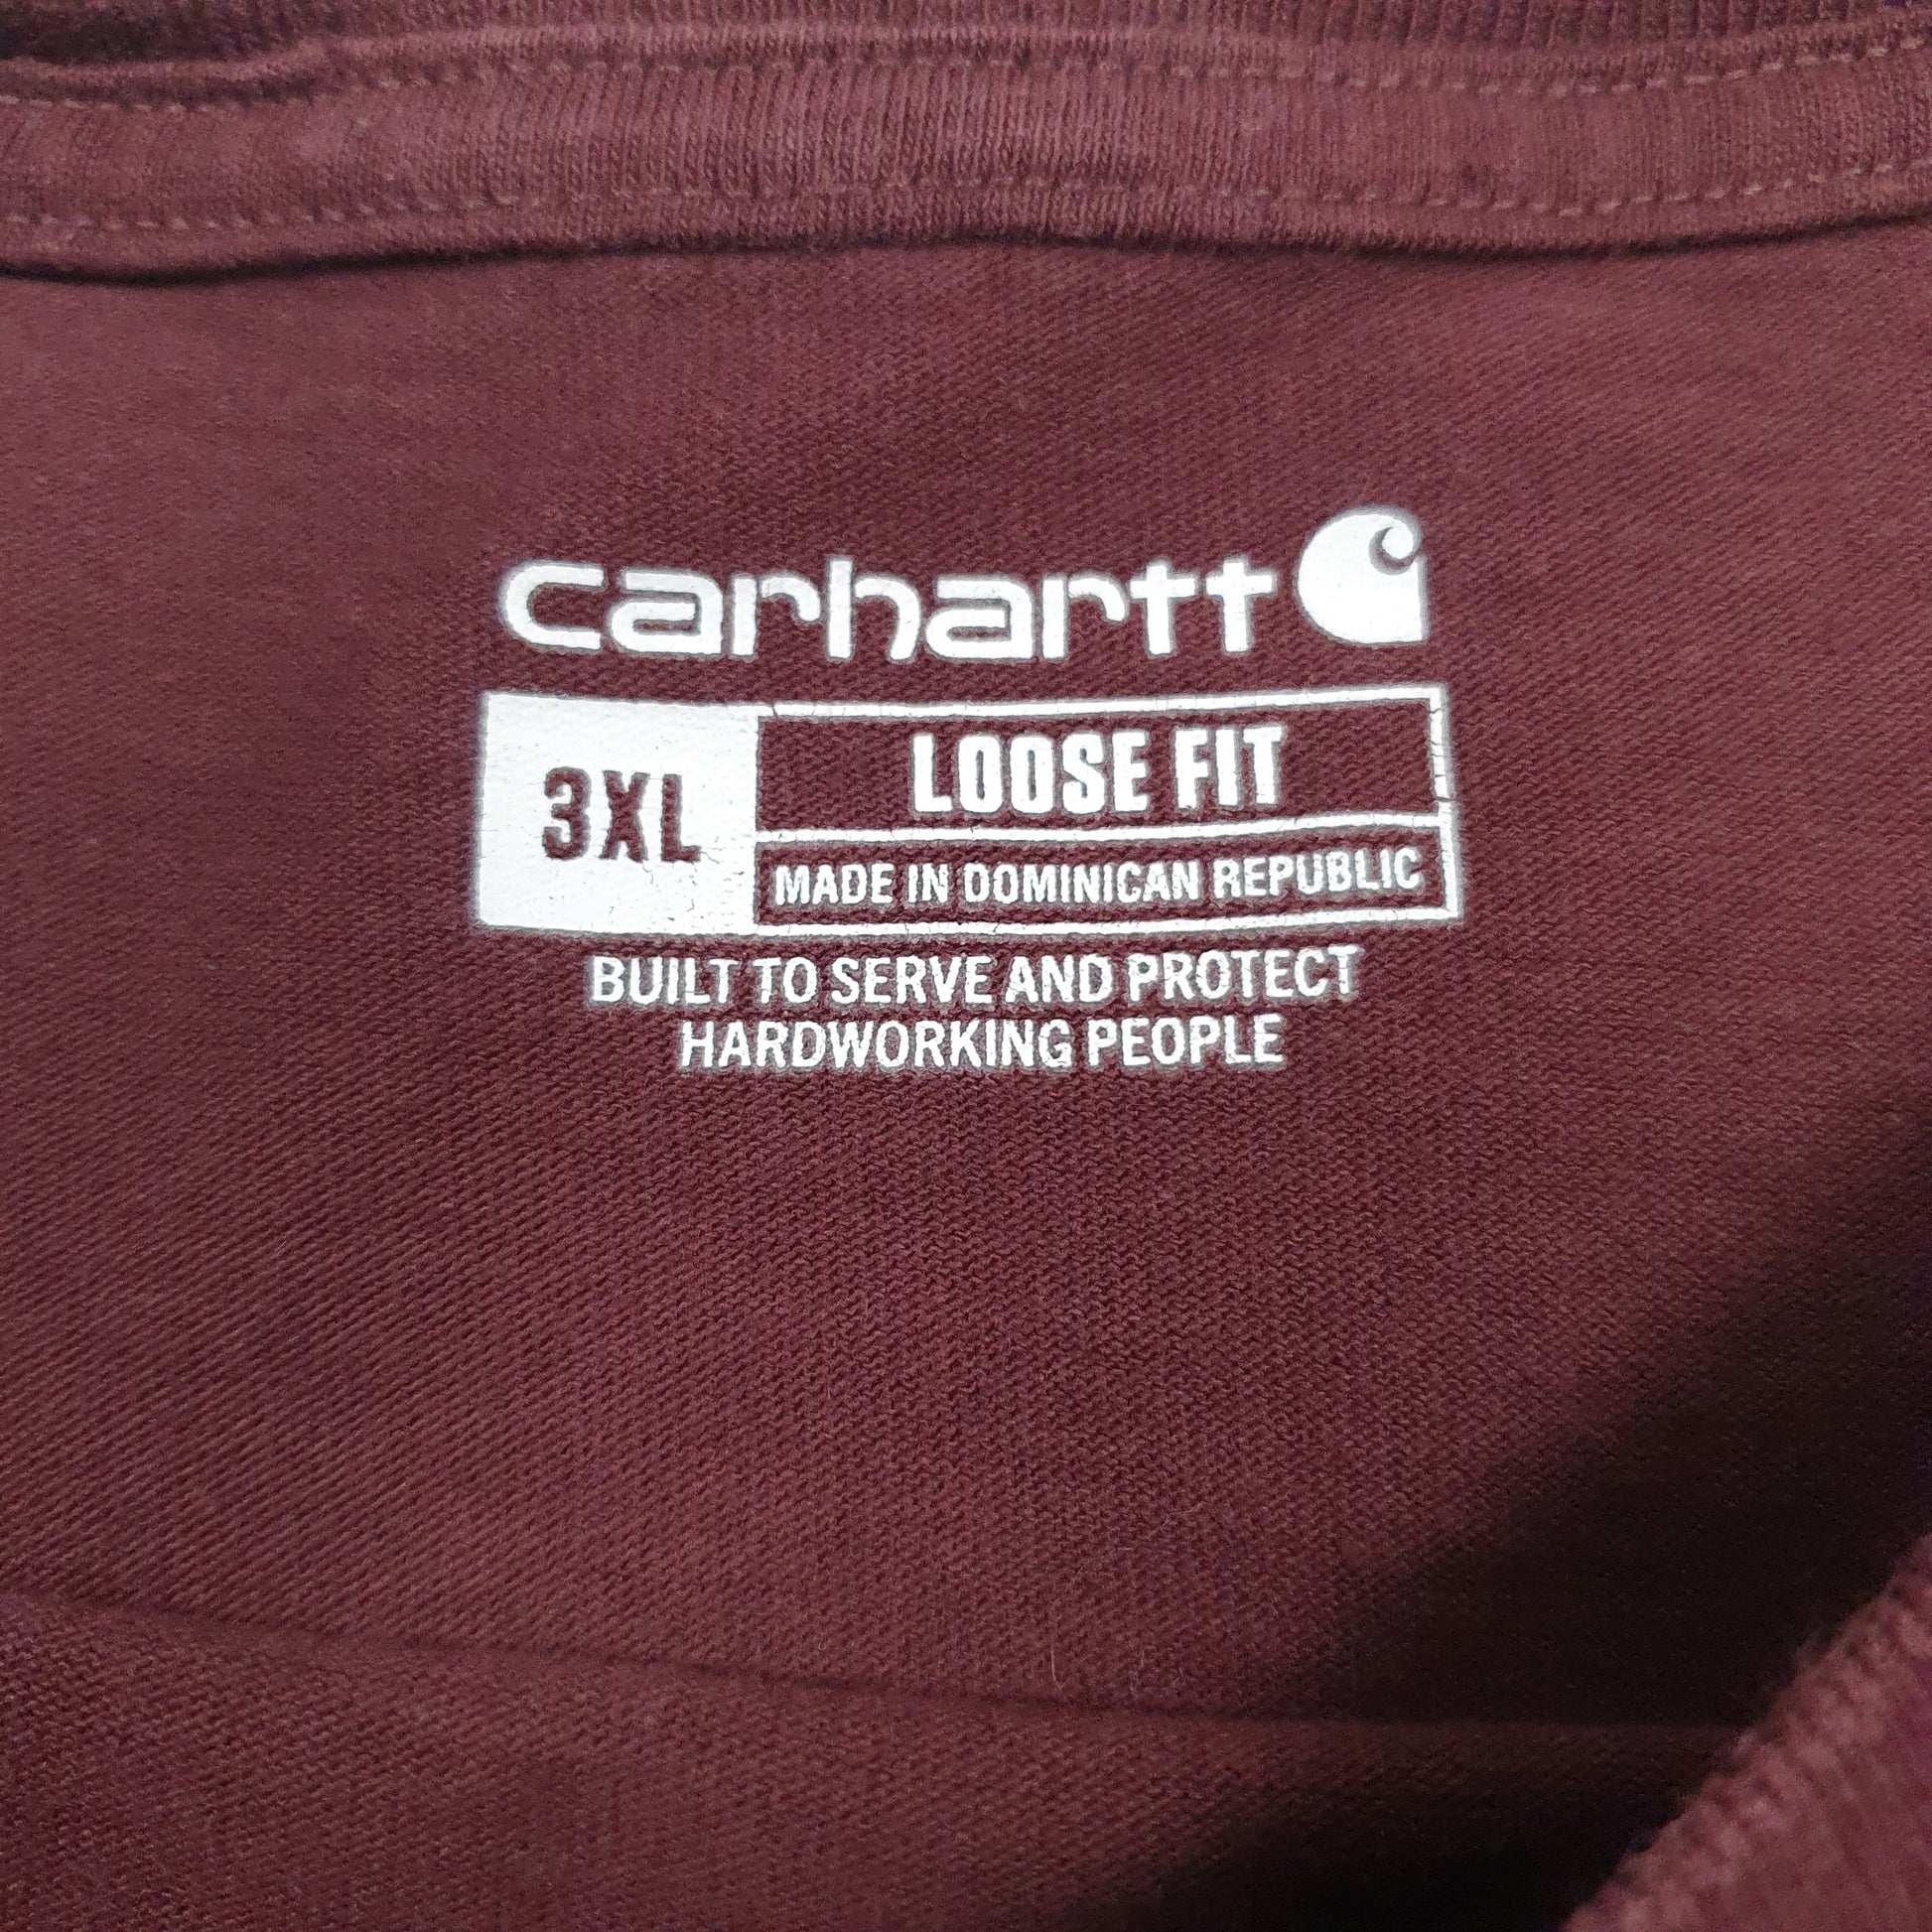 carhartt
3XL
LOOSE FIT
MADE IN DOMINICAN REPUBLIC
BUILT TO SERVE AND PROTECT
HARDWORKING PEOPLE